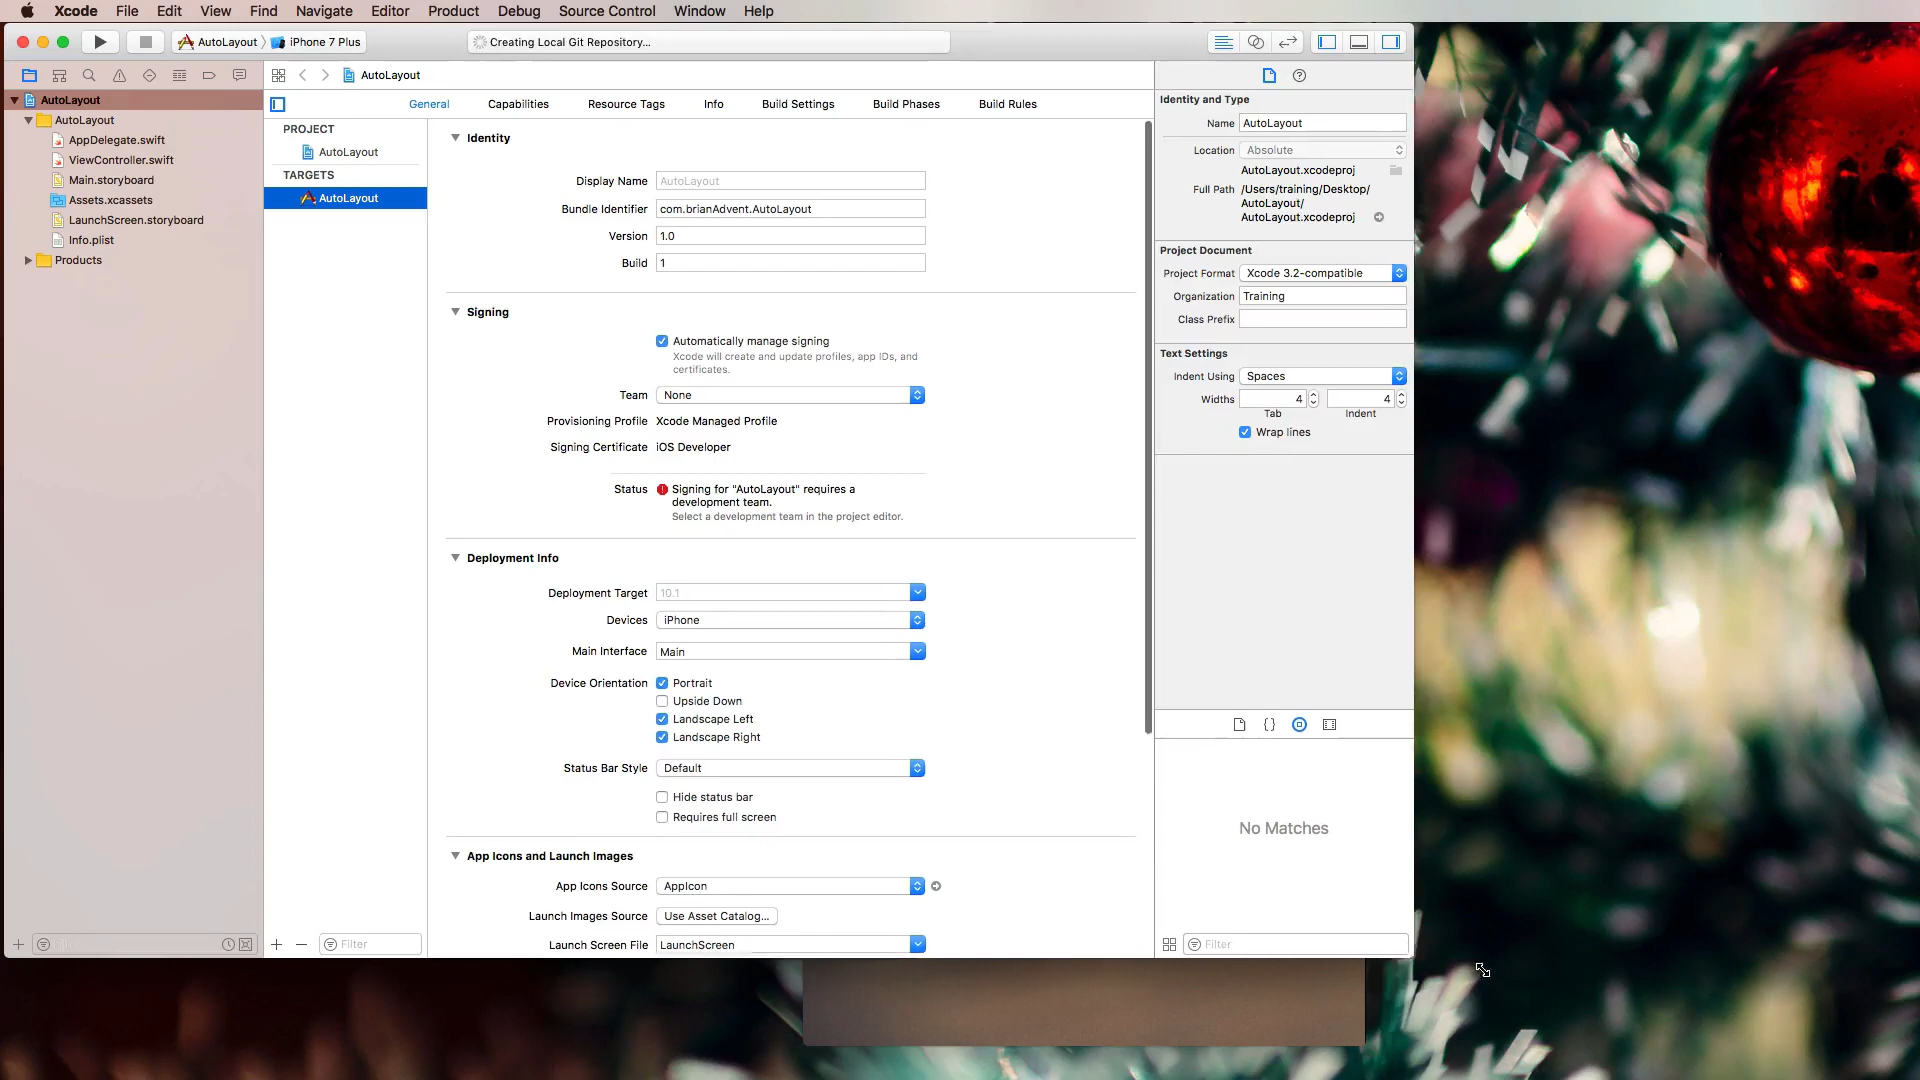 Xcode File Edit View Find Navigate Editor Product Debug Source Control Window Help
AutoLayout iPhone 7 Plus
Creating Local Git Repository...
AutoLayout
AutoLayout
AppDelegate.swift
ViewController.swift
Main.storyboard
Assets.xcassets
LaunchScreen.storyboard
Info.plist
Products
AutoLayout
General Capabilities Resource Tags Info Build Settings Build Phases Build Rules
PROJECT
AutoLayout
TARGETS
AutoLayout
Filter
Identity
Display Name AutoLayout
Bundle Identifier com.brianAdvent.AutoLayout
Version 1.0
Build 1
Signing
Automatically manage signing
Xcode will create and update profiles, app IDs, and
certificates.
Team None
Provisioning Profile Xcode Managed Profile
Signing Certificate iOS Developer
Status Signing for "AutoLayout" requires a
development team.
Select a development team in the project editor.
Deployment Info
Deployment Target 10.1
Devices iPhone
Main Interface Main
Device Orientation Portrait
Upside Down
Landscape Left
Landscape Right
Status Bar Style Default
Hide status bar
Requires full screen
App Icons and Launch Images
App Icons Source AppIcon
Launch Images Source Use Asset Catalog...
Launch Screen File LaunchScreen
Identity and Type
Name AutoLayout
Location Absolute
AutoLayout.xcodeproj
Full Path /Users/training/Desktop/
AutoLayout/
AutoLayout.xcodeproj
Project Document
Project Format Xcode 3.2-compatible
Organization Training
Class Prefix
Text Settings
Indent Using Spaces
Widths 4 4
Tab Indent
Wrap lines
No Matches
Filter